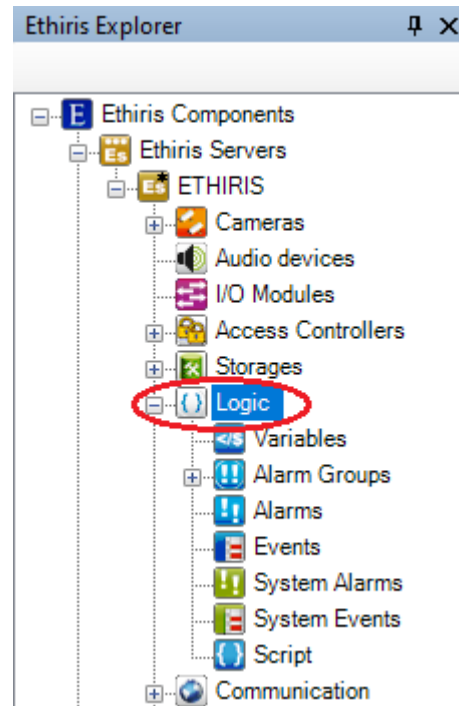 Ethiris Explorer
Ethiris Components
Ethiris Servers
ETHIRIS
Cameras
Audio devices
I/O Modules
Access Controllers
Storages
Logic
Variables
Alarm Groups
Alarms
Events
System Alarms
System Events
Script
Communication